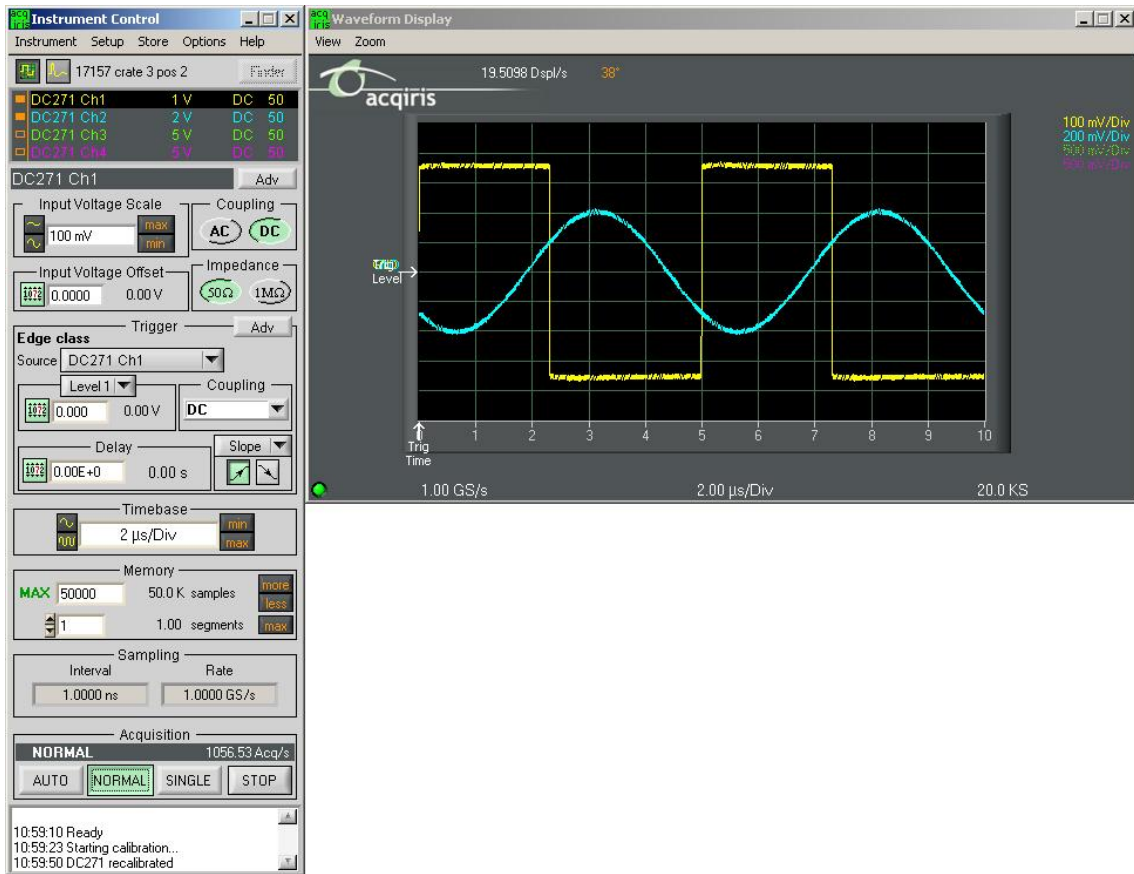 acq iris Instrument Control
Instrument Setup Store Options Help
17157 crate 3 pos 2 Finder
DC271 Ch1 1 V DC 50
DC271 Ch2 2 V DC 50
DC271 Ch3 5 V DC 50
DC271 Ch4 5 V DC 50
DC271 Ch1 Adv
Input Voltage Scale
100 mV max
min
Coupling
AC DC
Input Voltage Offset
0.0000 0.00 V
Impedance
50Ω 1MΩ
Trigger Adv
Edge class
Source DC271 Ch1
Level 1
0.000 0.00 V
Coupling
DC
Delay
0.00E+0 0.00 s
Slope
Timebase
2 µs/Div min
max
Memory
MAX 50000 50.0 K samples more
less
1 1.00 segments max
Sampling
Interval Rate
1.0000 ns 1.0000 GS/s
Acquisition
NORMAL 1056.53 Acq/s
AUTO NORMAL SINGLE STOP
10:59:10 Ready
10:59:23 Starting calibration...
10:59:50 DC271 recalibrated
acq iris Waveform Display
View Zoom
acqiris
19.5098 Dspl/s 38°
100 mV/Div
200 mV/Div
500 mV/Div
500 mV/Div
Trig
Level
0 1 2 3 4 5 6 7 8 9 10
Trig
Time
1.00 GS/s 2.00 µs/Div 20.0 KS